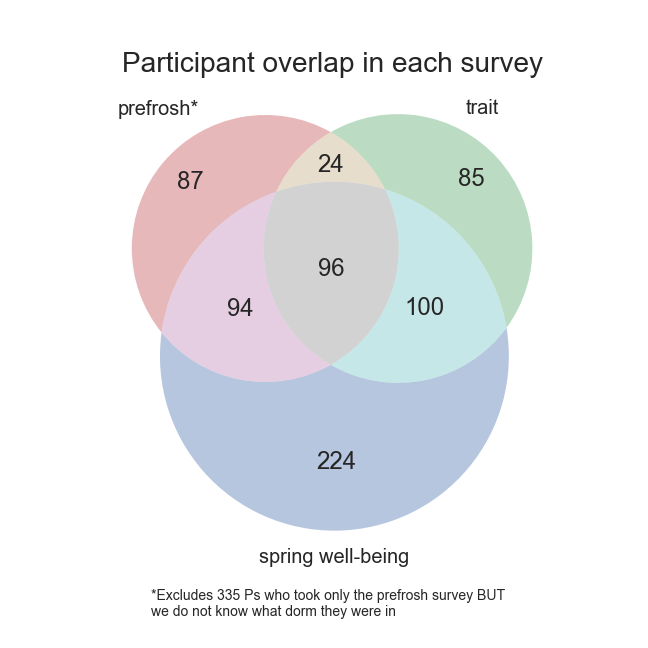 Participant overlap in each survey
prefrosh*
trait
24
87
85
96
94
100
224
spring well-being
*Excludes 335 Ps who took only the prefrosh survey BUT
we do not know what dorm they were in